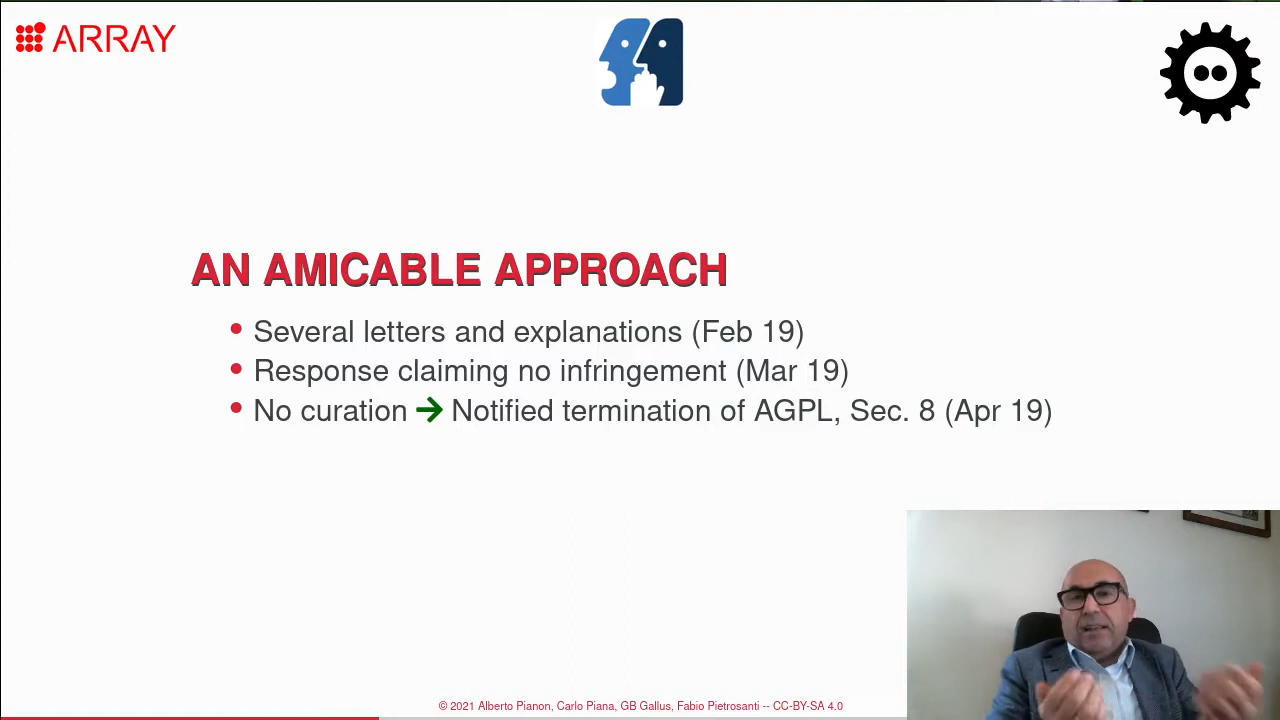 ARRAY
AN AMICABLE APPROACH
Several letters and explanations (Feb 19)
Response claiming no infringement (Mar 19)
No curation → Notified termination of AGPL, Sec. 8 (Apr 19)
© 2021 Alberto Pianon, Carlo Piana, GB Gallus, Fabio Pietrosanti -- CC-BY-SA 4.0